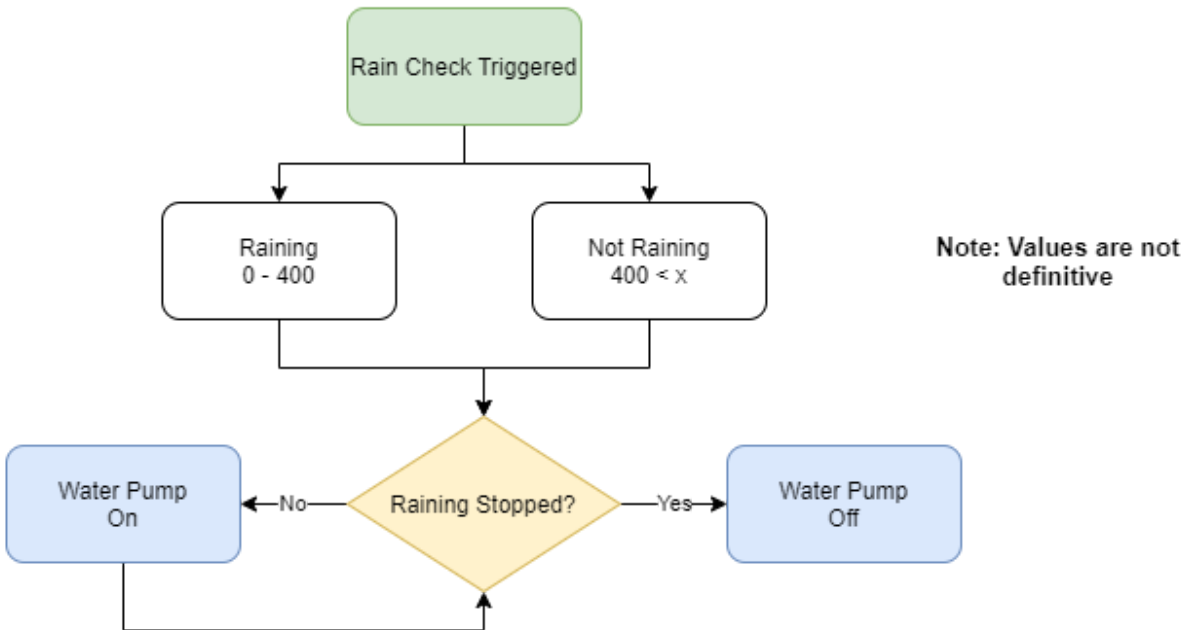 Rain Check Triggered
Raining
0 - 400
Not Raining
400 < x
Note: Values are not
definitive
Water Pump
On
No
Raining Stopped?
Yes
Water Pump
Off